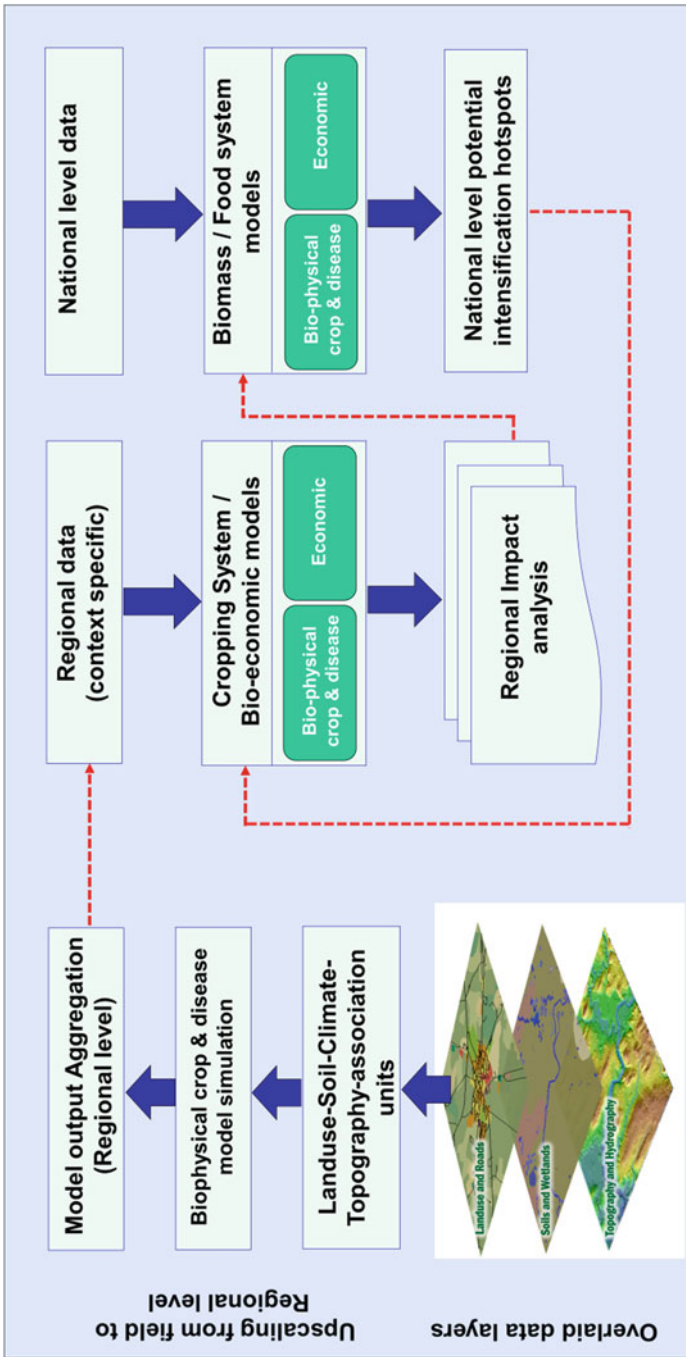 Upscaling from field to
Regional level
Overlaid data layers
Model output Aggregation
(Regional level)
Biophysical crop & disease
model simulation
Landuse-Soil-Climate-
Topography-association
units
Landuse and Roads
Soils and Wetlands
Topography and Hydrography
Regional data
(context specific)
Cropping System /
Bio-economic models
Bio-physical
crop & disease
Economic
Regional Impact
analysis
National level data
Biomass / Food system
models
Bio-physical
crop & disease
Economic
National level potential
intensification hotspots